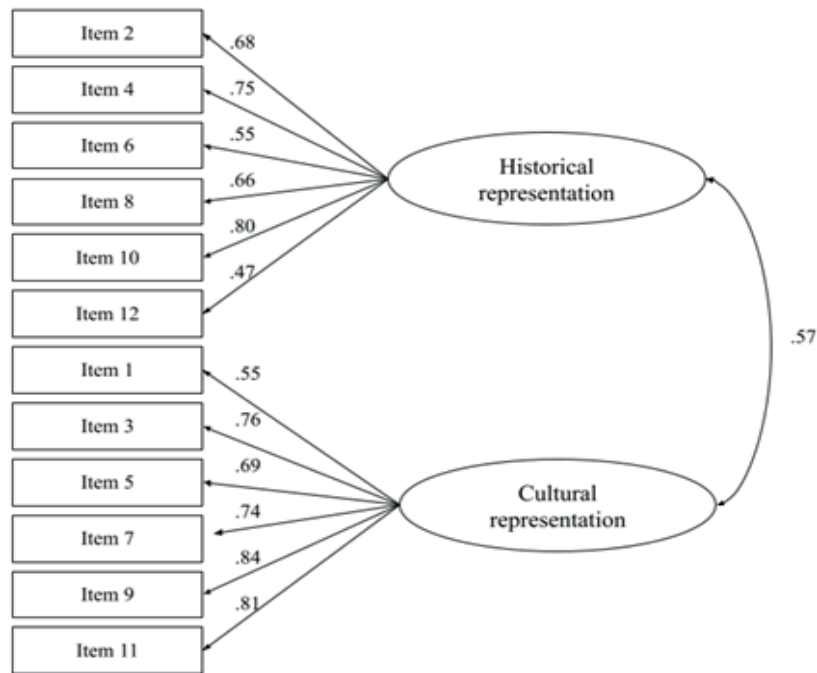 Item 2
.68
Item 4
.75
Item 6
.55
Item 8
.66
Item 10
.80
Item 12
.47
Historical
representation
.57
Item 1
.55
Item 3
.76
Item 5
.69
Item 7
.74
Item 9
.84
Item 11
.81
Cultural
representation